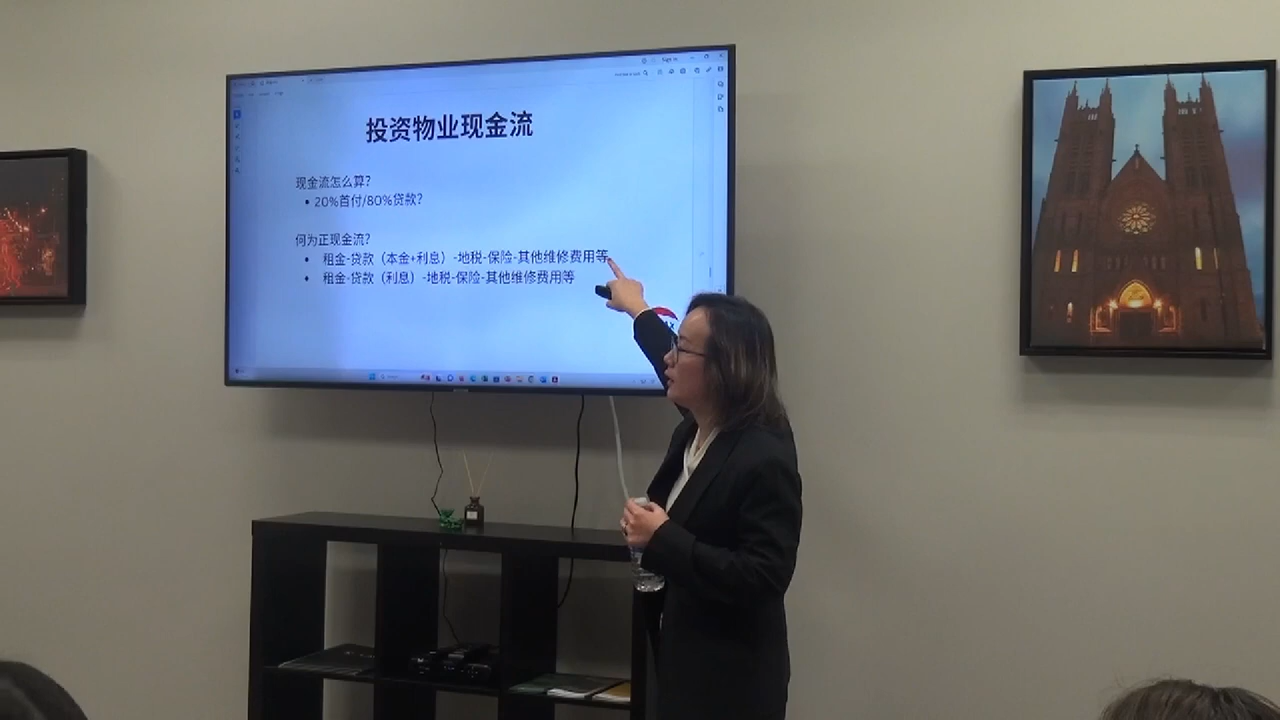 Sign in
投资物业现金流
现金流怎么算?
• 20%首付/80%贷款?
何为正现金流?
• 租金-贷款（本金+利息）-地税-保险-其他维修费用等
• 租金-贷款（利息）-地税-保险-其他维修费用等